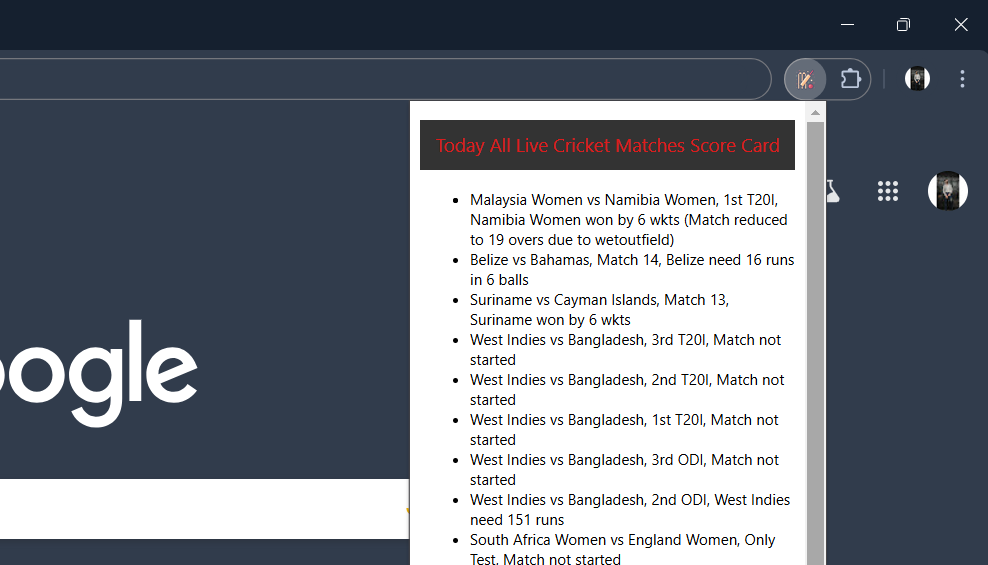 Today All Live Cricket Matches Score Card
Malaysia Women vs Namibia Women, 1st T20I,
Namibia Women won by 6 wkts (Match reduced
to 19 overs due to wetoutfield)
Belize vs Bahamas, Match 14, Belize need 16 runs
in 6 balls
Suriname vs Cayman Islands, Match 13,
Suriname won by 6 wkts
West Indies vs Bangladesh, 3rd T20I, Match not
started
West Indies vs Bangladesh, 2nd T20I, Match not
started
West Indies vs Bangladesh, 1st T20I, Match not
started
West Indies vs Bangladesh, 3rd ODI, Match not
started
West Indies vs Bangladesh, 2nd ODI, West Indies
need 151 runs
South Africa Women vs England Women, Only
Test, Match not started
oogle